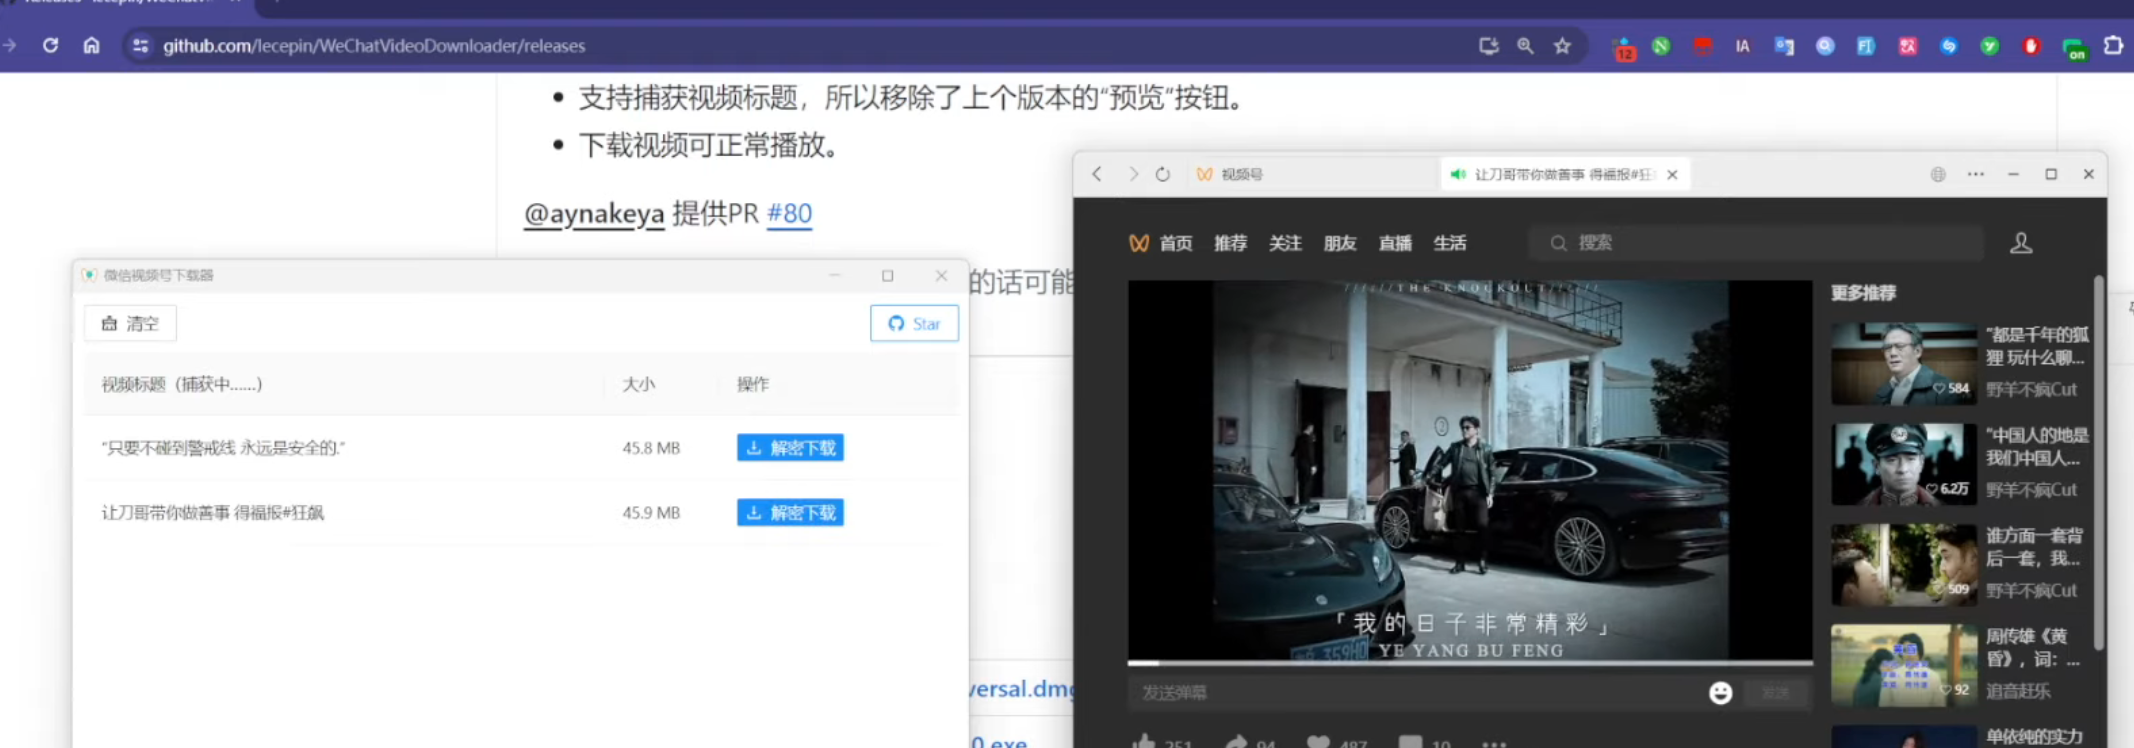 github.com/lecepin/WeChatVideoDownloader/releases
12
IA
on
支持捕获视频标题，所以移除了上个版本的“预览”按钮。
下载视频可正常播放。
@aynakeya 提供PR #80
的话可能
versal.dmg
0.exe
微信视频号下载器
清空
Star
视频标题（捕获中......）
大小
操作
“只要不碰到警戒线 永远是安全的.”
45.8 MB
解密下载
让刀哥带你做善事 得福报#狂飙
45.9 MB
解密下载
视频号
让刀哥带你做善事 得福报#狂
首页
推荐
关注
朋友
直播
生活
搜索
//////THE KNOCKOUT//////
「我的日子非常精彩」
YE YANG BU FENG
发送弹幕
发送
251
94
487
10
更多推荐
“都是千年的狐
狸 玩什么聊...
584
野羊不疯Cut
“中国人的地是
我们中国人...
6.2万
野羊不疯Cut
谁方面一套背
后一套，我...
509
野羊不疯Cut
周传雄《黄
昏》，词：...
92
追音赶乐
单依纯的实力